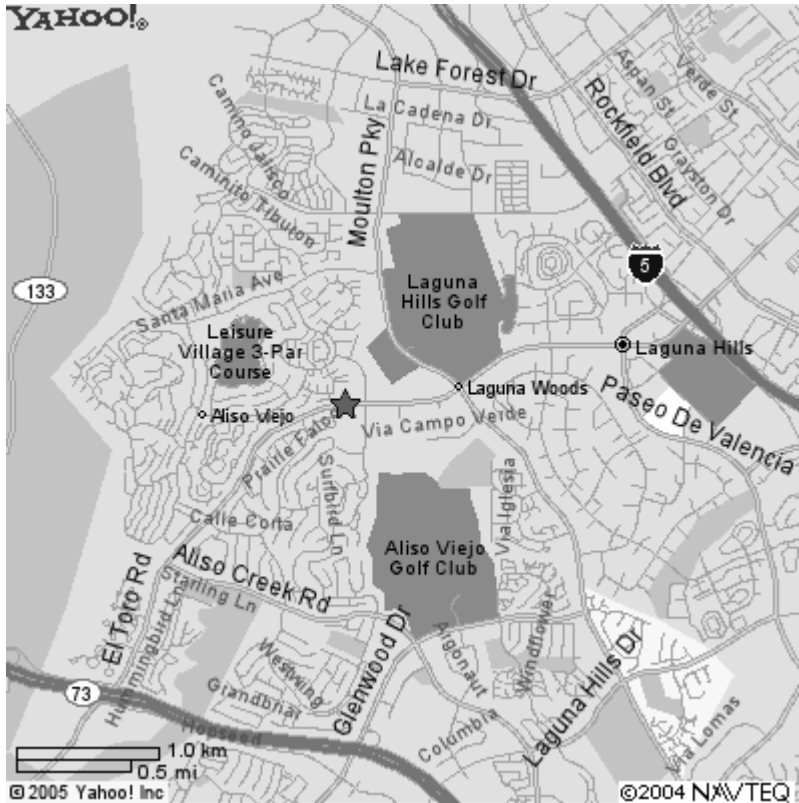 YAHOO!®
Lake Forest Dr
Aspan St
Verde St
Rockfield Blvd
Camino Jalisco
La Cadena Dr
Grayston Dr
Moulton Pky
Alcalde Dr
Caminito Tibulon
5
133
Santa Maria Ave
Laguna
Hills Golf
Club
Leisure
Village 3-Par
Course
Laguna Hills
Laguna Woods
Paseo De Valencia
Aliso Viejo
Via Campo Verde
Prairie Falon
Surfbird Ln
Via Iglesia
Calle Corta
Aliso Viejo
Golf Club
El Toro Rd
Aliso Creek Rd
Starling Ln
Hummingbird Ln
Glenwood Dr
Argonaut
Windflower
Laguna Hills Dr
Westwing
Grandbriar
73
Hopseed
Columbia
Via Lomas
1.0 km
0.5 mi
© 2005 Yahoo! Inc
©2004 NAVTEQ